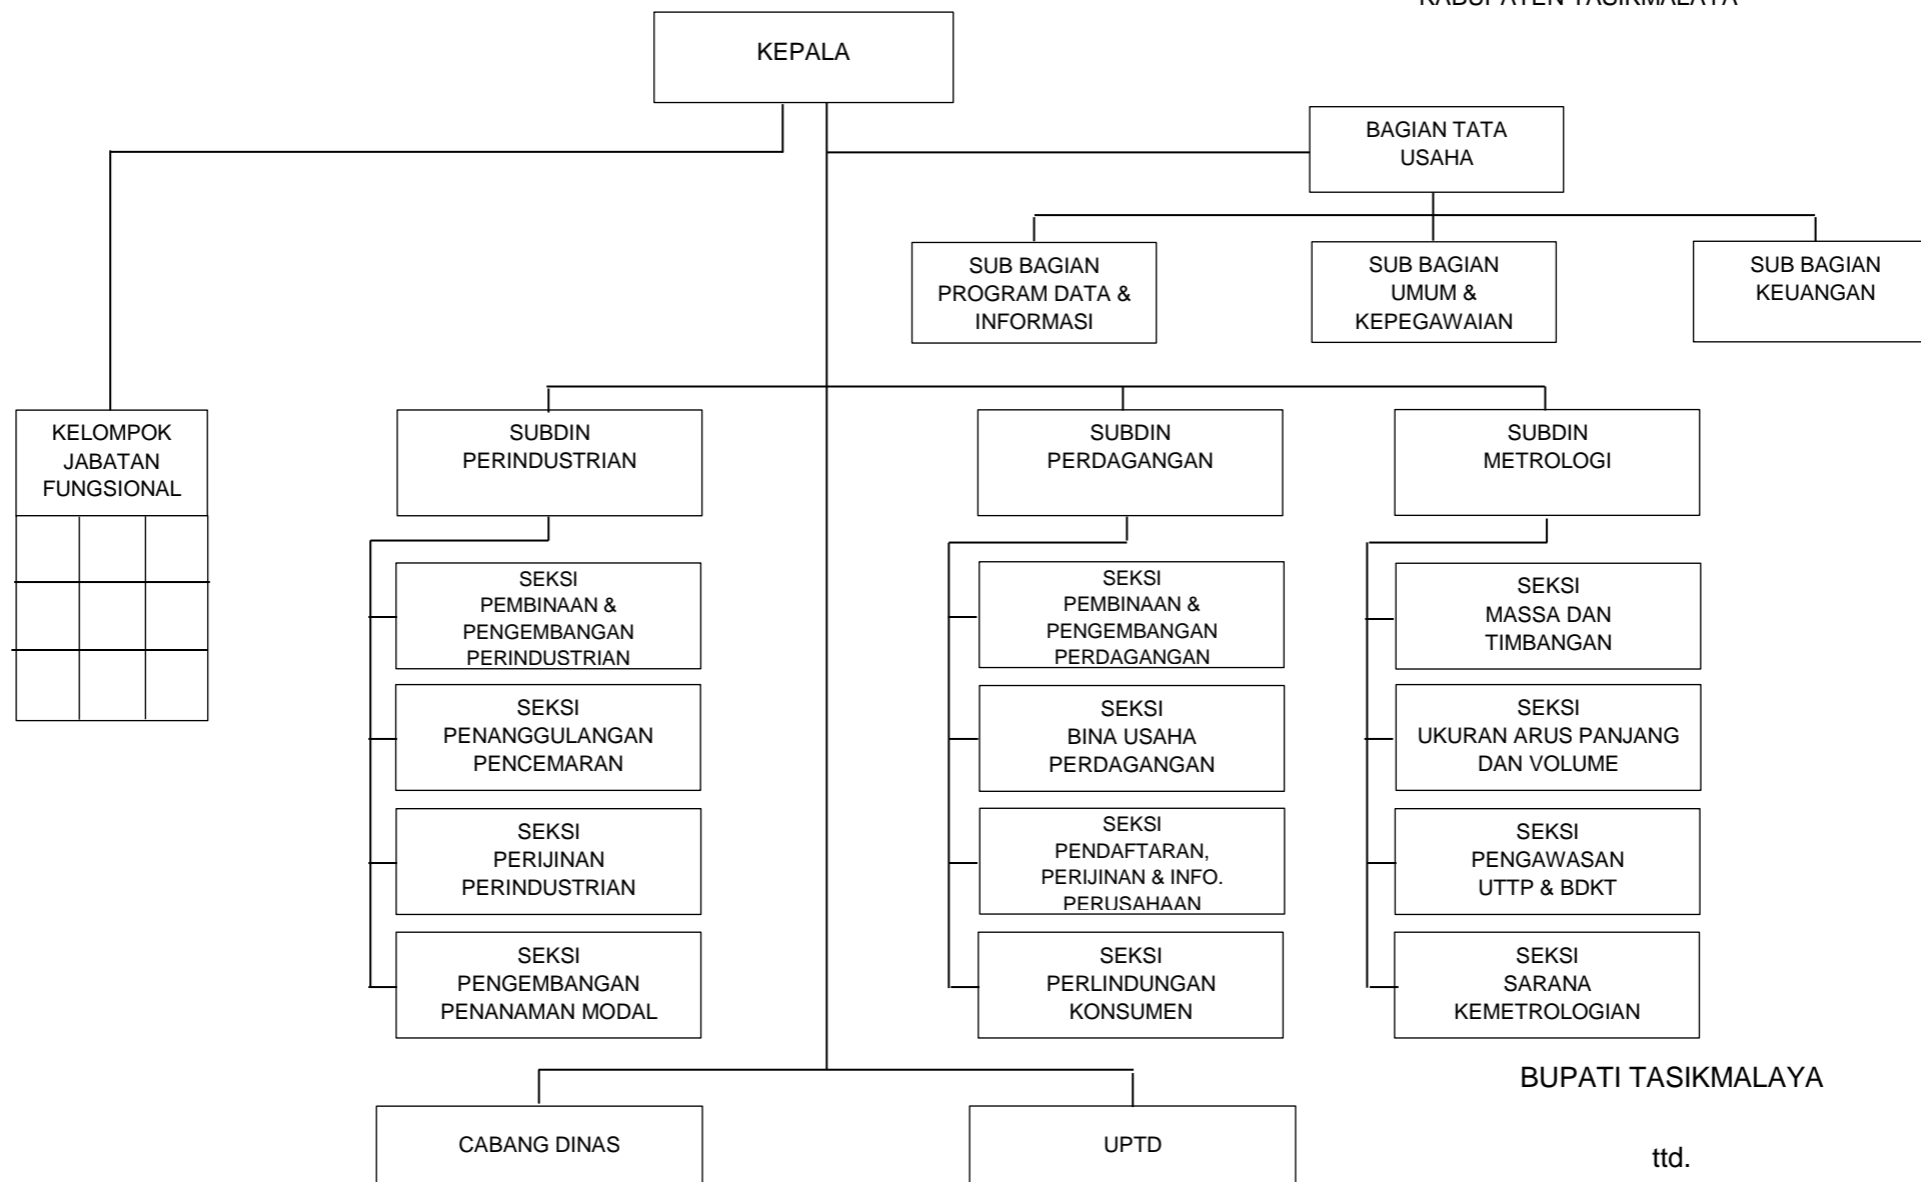 KABUPATEN TASIKMALAYA
KEPALA
BAGIAN TATA
USAHA
SUB BAGIAN
PROGRAM DATA &
INFORMASI
SUB BAGIAN
UMUM &
KEPEGAWAIAN
SUB BAGIAN
KEUANGAN
KELOMPOK
JABATAN
FUNGSIONAL
SUBDIN
PERINDUSTRIAN
SUBDIN
PERDAGANGAN
SUBDIN
METROLOGI
SEKSI
PEMBINAAN &
PENGEMBANGAN
PERINDUSTRIAN
SEKSI
PEMBINAAN &
PENGEMBANGAN
PERDAGANGAN
SEKSI
MASSA DAN
TIMBANGAN
SEKSI
PENANGGULANGAN
PENCEMARAN
SEKSI
BINA USAHA
PERDAGANGAN
SEKSI
UKURAN ARUS PANJANG
DAN VOLUME
SEKSI
PERIJINAN
PERINDUSTRIAN
SEKSI
PENDAFTARAN,
PERIJINAN & INFO.
PERUSAHAAN
SEKSI
PENGAWASAN
UTTP & BDKT
SEKSI
PENGEMBANGAN
PENANAMAN MODAL
SEKSI
PERLINDUNGAN
KONSUMEN
SEKSI
SARANA
KEMETROLOGIAN
BUPATI TASIKMALAYA
CABANG DINAS
UPTD
ttd.